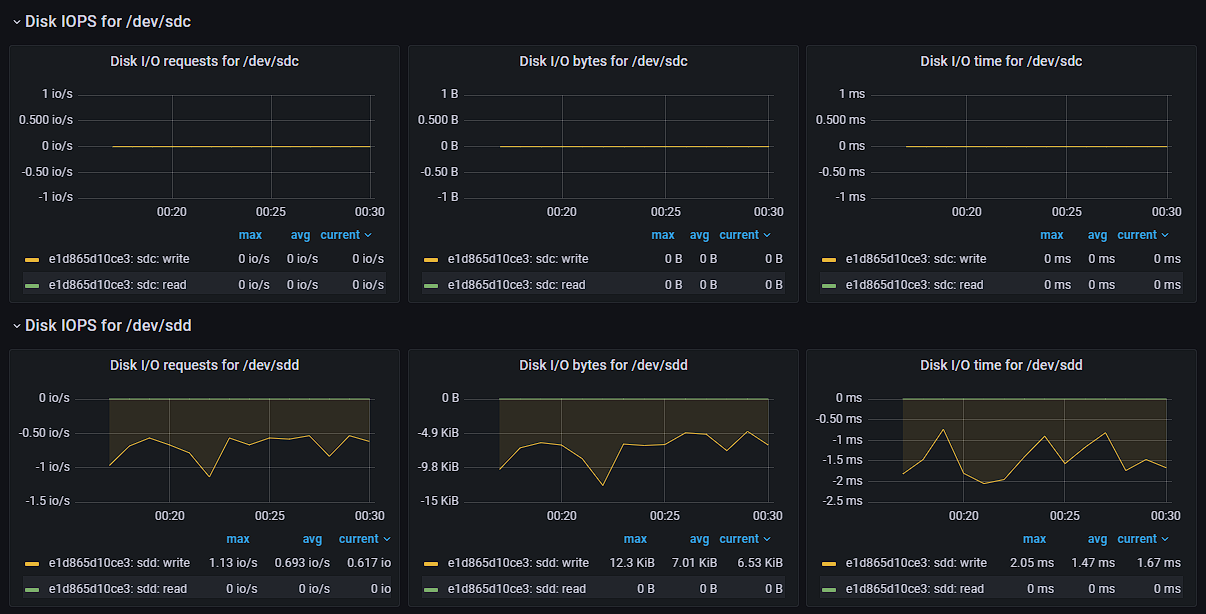 Disk IOPS for /dev/sdc
Disk I/O requests for /dev/sdc
1 io/s
0.500 io/s
0 io/s
-0.50 io/s
-1 io/s
00:20 00:25 00:30
max avg current
e1d865d10ce3: sdc: write 0 io/s 0 io/s 0 io/s
e1d865d10ce3: sdc: read 0 io/s 0 io/s 0 io/s
Disk I/O bytes for /dev/sdc
1 B
0.500 B
0 B
-0.50 B
-1 B
00:20 00:25 00:30
max avg current
e1d865d10ce3: sdc: write 0 B 0 B 0 B
e1d865d10ce3: sdc: read 0 B 0 B 0 B
Disk I/O time for /dev/sdc
1 ms
0.500 ms
0 ms
-0.50 ms
-1 ms
00:20 00:25 00:30
max avg current
e1d865d10ce3: sdc: write 0 ms 0 ms 0 ms
e1d865d10ce3: sdc: read 0 ms 0 ms 0 ms
Disk IOPS for /dev/sdd
Disk I/O requests for /dev/sdd
0 io/s
-0.50 io/s
-1 io/s
-1.5 io/s
00:20 00:25 00:30
max avg current
e1d865d10ce3: sdd: write 1.13 io/s 0.693 io/s 0.617 io
e1d865d10ce3: sdd: read 0 io/s 0 io/s 0 io
Disk I/O bytes for /dev/sdd
0 B
-4.9 KiB
-9.8 KiB
-15 KiB
00:20 00:25 00:30
max avg current
e1d865d10ce3: sdd: write 12.3 KiB 7.01 KiB 6.53 KiB
e1d865d10ce3: sdd: read 0 B 0 B 0 B
Disk I/O time for /dev/sdd
0 ms
-0.50 ms
-1 ms
-1.5 ms
-2 ms
-2.5 ms
00:20 00:25 00:30
max avg current
e1d865d10ce3: sdd: write 2.05 ms 1.47 ms 1.67 ms
e1d865d10ce3: sdd: read 0 ms 0 ms 0 ms